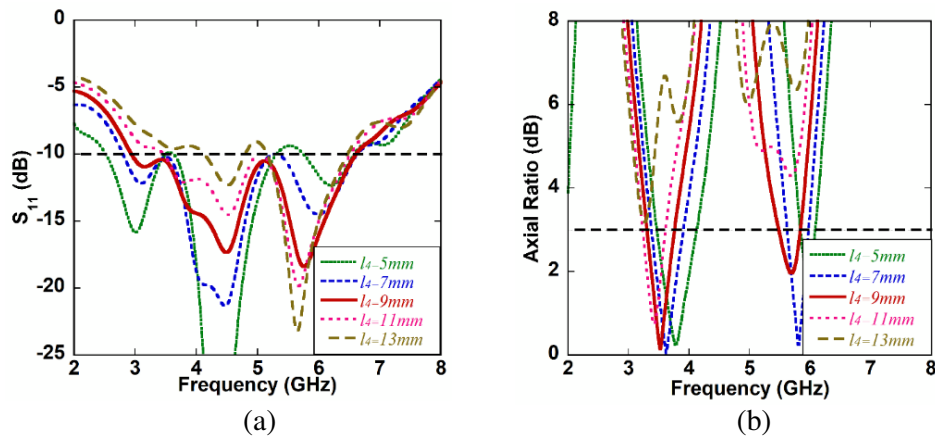 0
-5
-10
-15
-20
-25
S11 (dB)
2 3 4 5 6 7 8
Frequency (GHz)
l4–5mm
l4–7mm
l4–9mm
l4–11mm
l4=13mm
(a)
8
6
4
2
0
Axial Ratio (dB)
2 3 4 5 6 7 8
Frequency (GHz)
l4–5mm
l4=7mm
l4=9mm
l4–11mm
l4=13mm
(b)